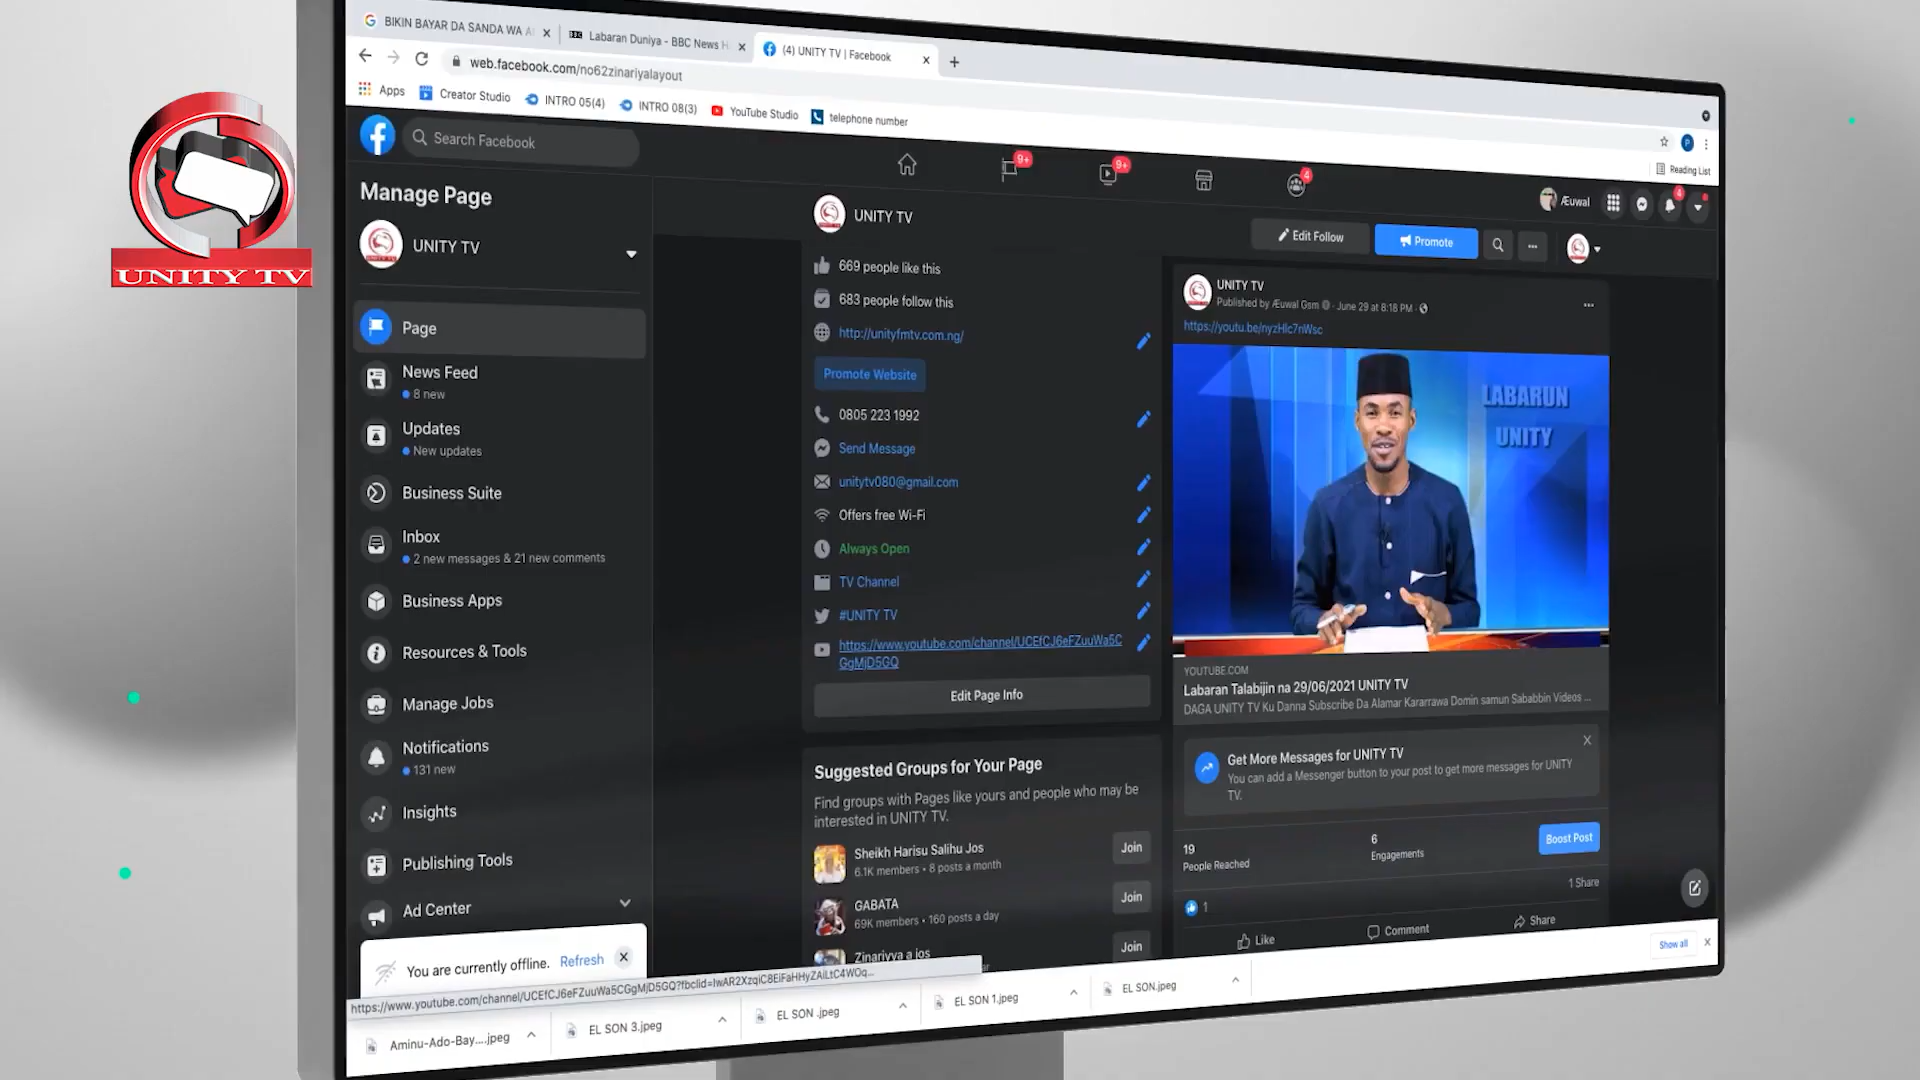 BIKIN BAYAR DA SANDA WA
Labaran Duniya - BBC News H
(4) UNITY TV | Facebook
web.facebook.com/no62zinariyalayout
Apps
Creator Studio
INTRO 05(4)
INTRO 08(3)
YouTube Studio
telephone number
Reading List
Search Facebook
9+
9+
4
Æuwal
4
UNITY TV
Manage Page
UNITY TV
Page
News Feed
8 new
Updates
New updates
Business Suite
Inbox
2 new messages & 21 new comments
Business Apps
Resources & Tools
Manage Jobs
Notifications
131 new
Insights
Publishing Tools
Ad Center
You are currently offline. Refresh
UNITY TV
Edit Follow
Promote
669 people like this
683 people follow this
http://unityfmtv.com.ng/
Promote Website
0805 223 1992
Send Message
unitytv080@gmail.com
Offers free Wi-Fi
Always Open
TV Channel
#UNITY TV
https://www.youtube.com/channel/UCEfCJ6eFZuuWa5C
GgMjD5GQ
Edit Page Info
Suggested Groups for Your Page
Find groups with Pages like yours and people who may be
interested in UNITY TV.
Sheikh Harisu Salihu Jos
6.1K members • 8 posts a month
Join
GABATA
69K members • 160 posts a day
Join
Zinariyya a jos
Join
UNITY TV
Published by Æuwal Gsm · June 29 at 8:18 PM ·
https://youtu.be/nyzHlc7nWsc
LABARUN
UNITY
YOUTUBE.COM
Labaran Talabijin na 29/06/2021 UNITY TV
DAGA UNITY TV Ku Danna Subscribe Da Alamar Kararrawa Domin samun Sababbin Videos ...
Get More Messages for UNITY TV
You can add a Messenger button to your post to get more messages for UNITY
TV.
19
People Reached
6
Engagements
Boost Post
1
1 Share
Like
Comment
Share
https://www.youtube.com/channel/UCEfCJ6eFZuuWa5CGgMjD5GQ?fbclid=IwAR2XzqiC8EiFaHHyZAiLtC4WOq...
Aminu-Ado-Bay....jpeg
EL SON 3.jpeg
EL SON .jpeg
EL SON 1.jpeg
EL SON.jpeg
Show all